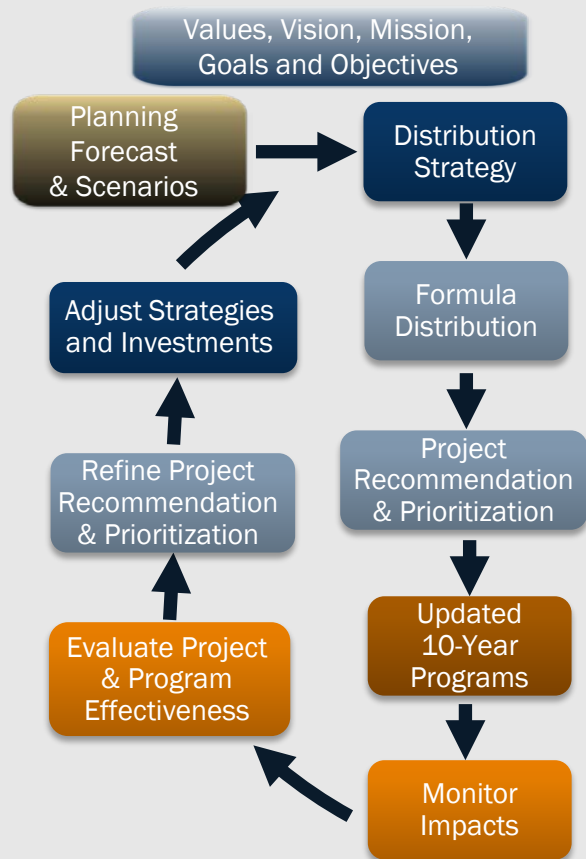 Values, Vision, Mission,
Goals and Objectives
Planning
Forecast
& Scenarios
Distribution
Strategy
Formula
Distribution
Project
Recommendation
& Prioritization
Updated
10-Year
Programs
Monitor
Impacts
Evaluate Project
& Program
Effectiveness
Refine Project
Recommendation
& Prioritization
Adjust Strategies
and Investments